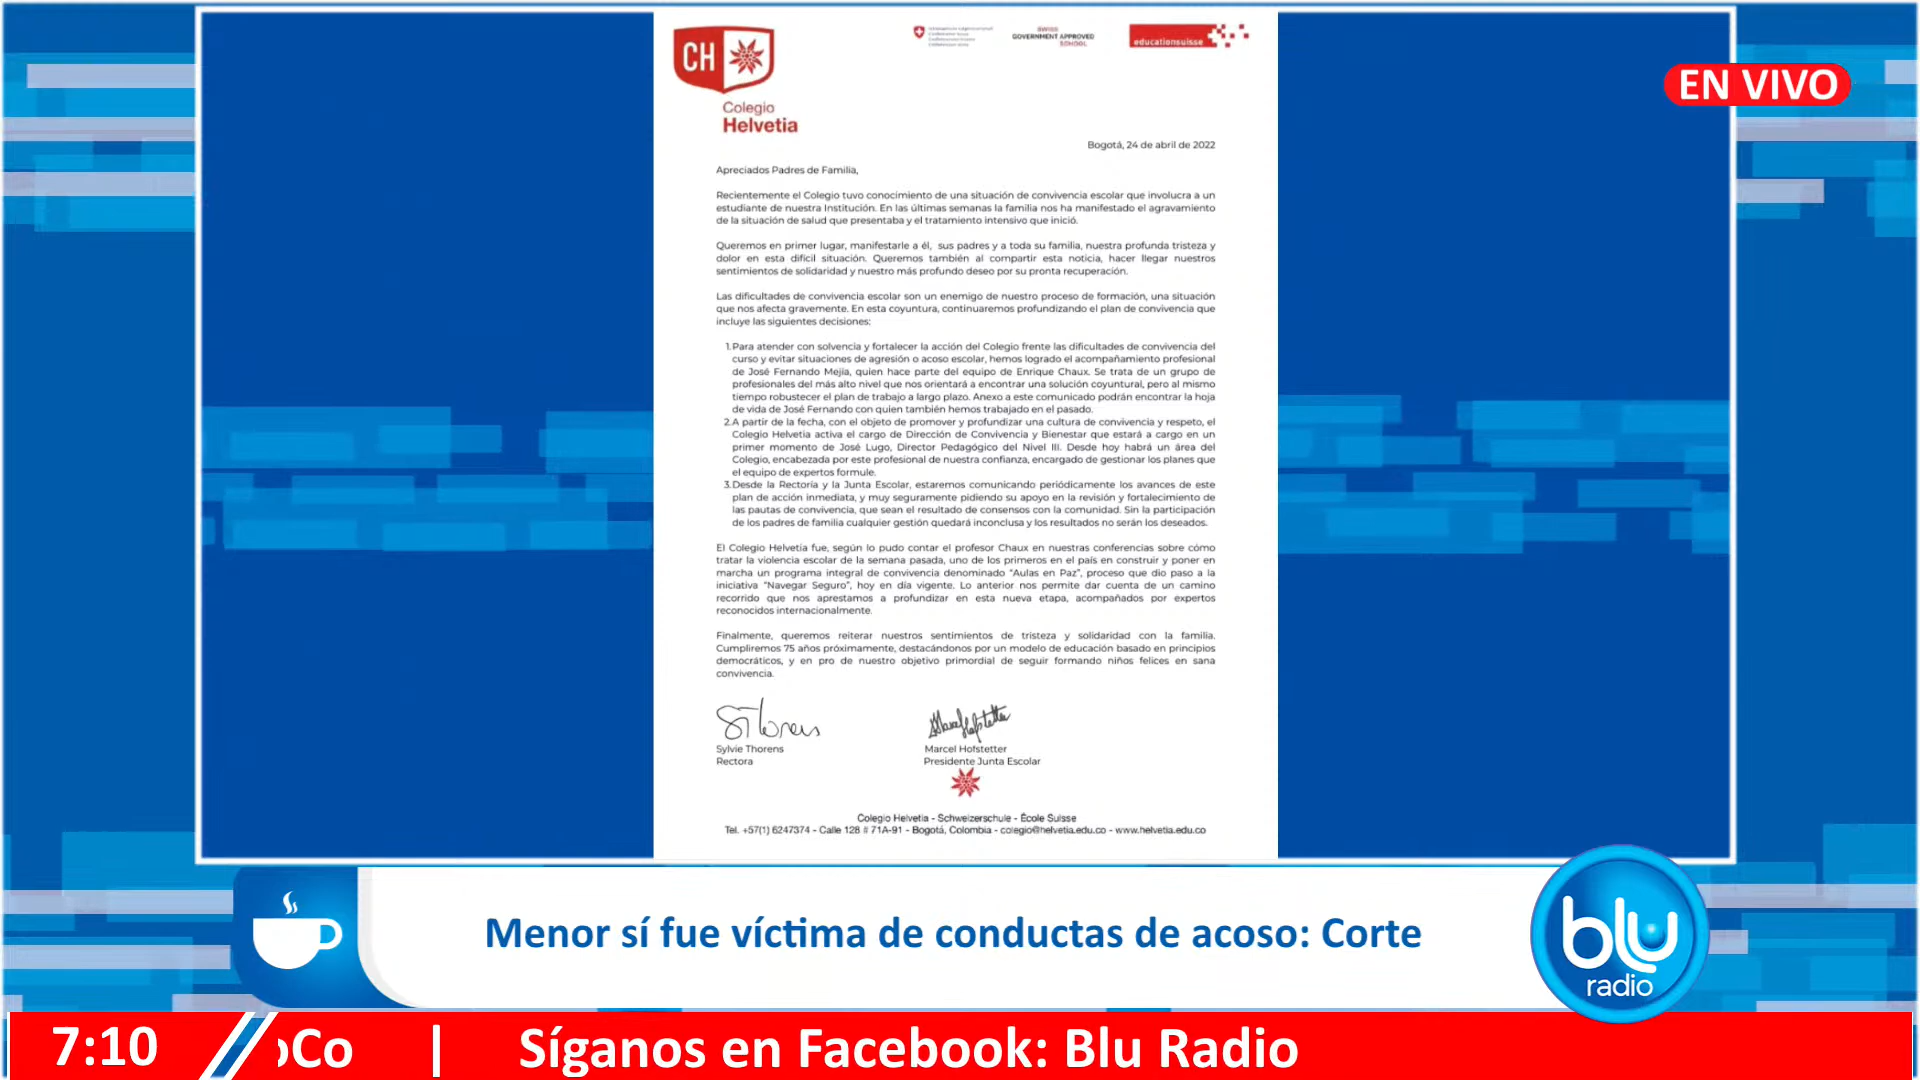 CH
Colegio
Helvetia
SWISS
GOVERNMENT APPROVED
SCHOOL
educationsuisse
EN VIVO
Bogotá, 24 de abril de 2022
Apreciados Padres de Familia,
Recientemente el Colegio tuvo conocimiento de una situación de convivencia escolar que involucra a un
estudiante de nuestra Institución. En las últimas semanas la familia nos ha manifestado el agravamiento
de la situación de salud que presentaba y el tratamiento intensivo que inició.
Queremos en primer lugar, manifestarle a él, sus padres y a toda su familia, nuestra profunda tristeza y
dolor en esta difícil situación. Queremos también al compartir esta noticia, hacer llegar nuestros
sentimientos de solidaridad y nuestro más profundo deseo por su pronta recuperación.
Las dificultades de convivencia escolar son un enemigo de nuestro proceso de formación, una situación
que nos afecta gravemente. En esta coyuntura, continuaremos profundizando el plan de convivencia que
incluye las siguientes decisiones:
1. Para atender con solvencia y fortalecer la acción del Colegio frente las dificultades de convivencia del
curso y evitar situaciones de agresión o acoso escolar, hemos logrado el acompañamiento profesional
de José Fernando Mejía, quien hace parte del equipo de Enrique Chaux. Se trata de un grupo de
profesionales del más alto nivel que nos orientará a encontrar una solución coyuntural, pero al mismo
tiempo robustecer el plan de trabajo a largo plazo. Anexo a este comunicado podrán encontrar la hoja
de vida de José Fernando con quien también hemos trabajado en el pasado.
2. A partir de la fecha, con el objeto de promover y profundizar una cultura de convivencia y respeto, el
Colegio Helvetia activa el cargo de Dirección de Convivencia y Bienestar que estará a cargo en un
primer momento de José Lugo, Director Pedagógico del Nivel III. Desde hoy habrá un área del
Colegio, encabezada por este profesional de nuestra confianza, encargado de gestionar los planes que
el equipo de expertos formule.
3. Desde la Rectoría y la Junta Escolar, estaremos comunicando periódicamente los avances de este
plan de acción inmediata, y muy seguramente pidiendo su apoyo en la revisión y fortalecimiento de
las pautas de convivencia, que sean el resultado de consensos con la comunidad. Sin la participación
de los padres de familia cualquier gestión quedará inconclusa y los resultados no serán los deseados.
El Colegio Helvetia fue, según lo pudo contar el profesor Chaux en nuestras conferencias sobre cómo
tratar la violencia escolar de la semana pasada, uno de los primeros en el país en construir y poner en
marcha un programa integral de convivencia denominado "Aulas en Paz", proceso que dio paso a la
iniciativa "Navegar Seguro", hoy en día vigente. Lo anterior nos permite dar cuenta de un camino
recorrido que nos aprestamos a profundizar en esta nueva etapa, acompañados por expertos
reconocidos internacionalmente.
Finalmente, queremos reiterar nuestros sentimientos de tristeza y solidaridad con la familia.
Cumpliremos 75 años próximamente, destacándonos por un modelo de educación basado en principios
democráticos, y en pro de nuestro objetivo primordial de seguir formando niños felices en sana
convivencia.
Sylvie Thorens
Rectora
Marcel Hofstetter
Presidente Junta Escolar
Colegio Helvetia - Schweizerschule - École Suisse
Tel. +57(1) 6247374 - Calle 128 # 71A-91 - Bogotá, Colombia - colegio@helvetia.edu.co - www.helvetia.edu.co
Menor sí fue víctima de conductas de acoso: Corte
blu
radio
7:10
oCo | Síganos en Facebook: Blu Radio